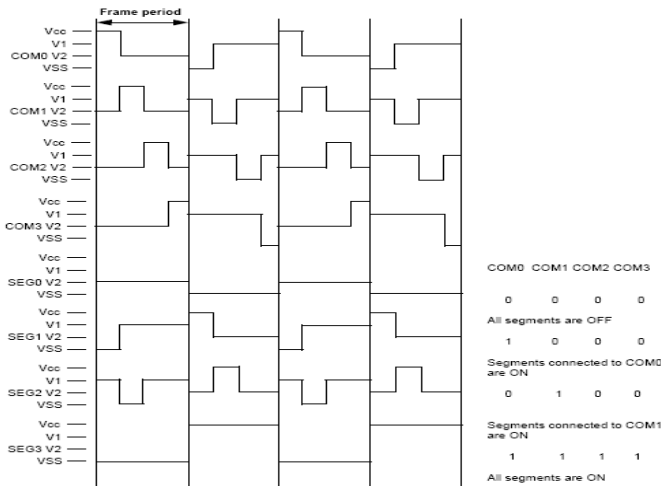 Frame period
Vcc
V1
COM0 V2
VSS
Vcc
V1
COM1 V2
VSS
Vcc
V1
COM2 V2
VSS
Vcc
V1
COM3 V2
VSS
Vcc
V1
SEG0 V2
VSS
Vcc
V1
SEG1 V2
VSS
Vcc
V1
SEG2 V2
VSS
Vcc
V1
SEG3 V2
VSS
COM0 COM1 COM2 COM3
0 0 0 0
All segments are OFF
1 0 0 0
Segments connected to COM0
are ON
0 1 0 0
Segments connected to COM1
are ON
1 1 1 1
All segments are ON